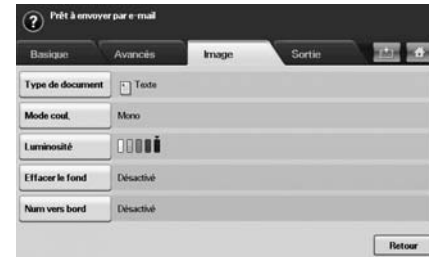 Prêt à envoyer par e-mail
Basique Avancés Image Sortie
Type de document Texte
Mode coul. Mono
Luminosité
Effacer le fond Désactivé
Num vers bord Désactivé
Retour